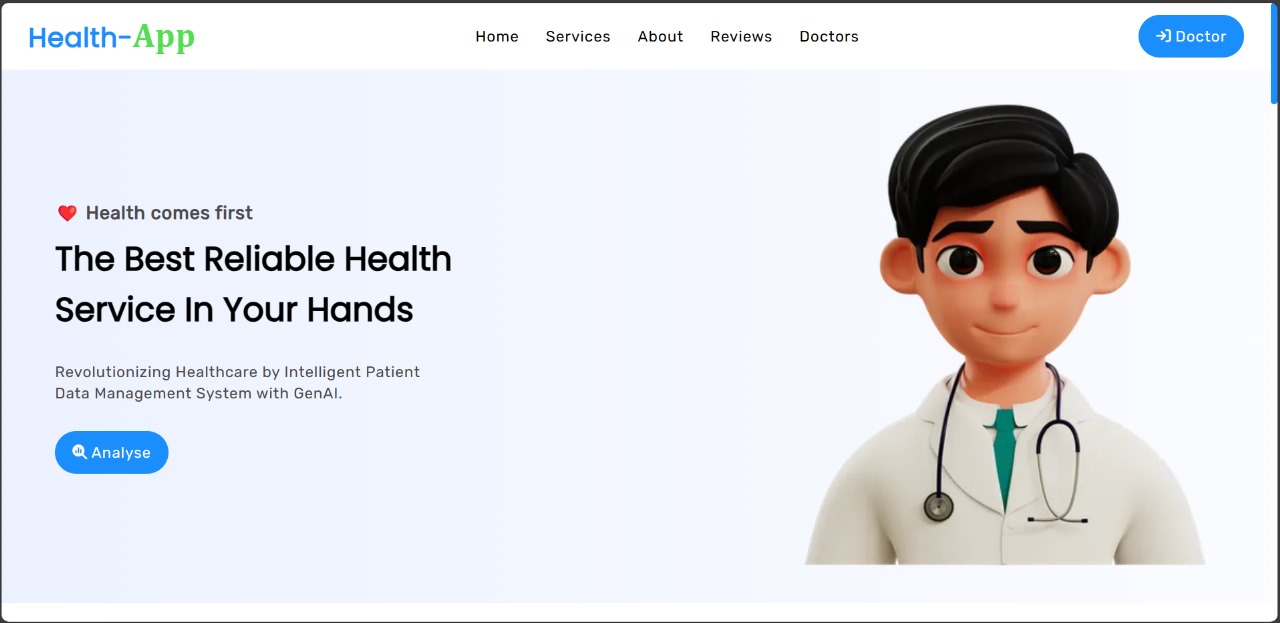 Health-App
Home Services About Reviews Doctors
Doctor
❤️ Health comes first
The Best Reliable Health
Service In Your Hands
Revolutionizing Healthcare by Intelligent Patient
Data Management System with GenAI.
Analyse